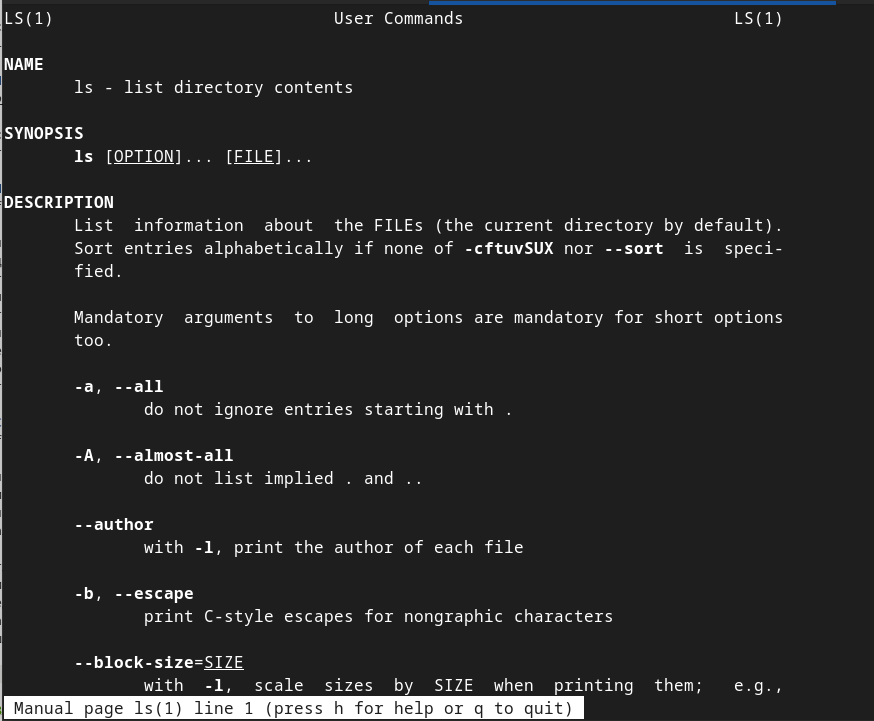 LS(1) User Commands LS(1)
NAME
ls - list directory contents
SYNOPSIS
ls [OPTION]... [FILE]...
DESCRIPTION
List information about the FILEs (the current directory by default).
Sort entries alphabetically if none of -cftuvSUX nor --sort is speci-
fied.
Mandatory arguments to long options are mandatory for short options
too.
-a, --all
do not ignore entries starting with .
-A, --almost-all
do not list implied . and ..
--author
with -l, print the author of each file
-b, --escape
print C-style escapes for nongraphic characters
--block-size=SIZE
with -l, scale sizes by SIZE when printing them; e.g.,
Manual page ls(1) line 1 (press h for help or q to quit)